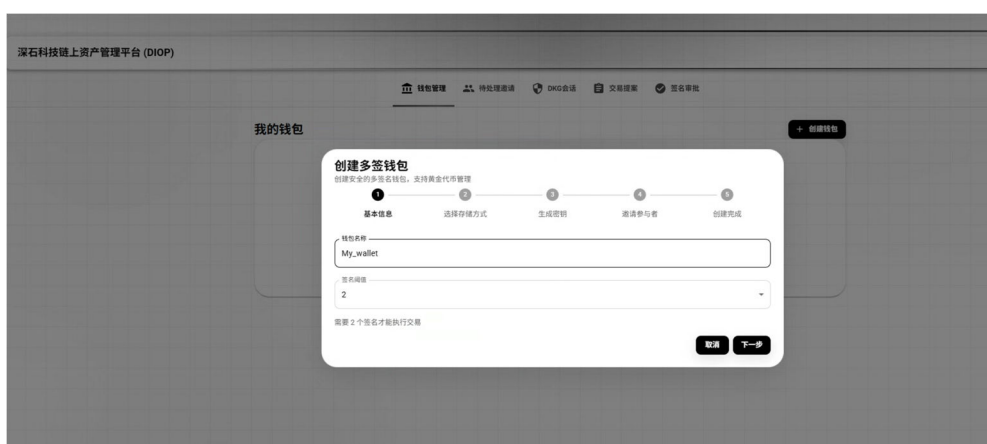 深石科技链上资产管理平台 (DIOP)
钱包管理 待处理邀请 DKG会话 交易提案 签名审批
我的钱包
+ 创建钱包
创建多签钱包
创建安全的多签名钱包，支持黄金代币管理
1 2 3 4 5
基本信息 选择存储方式 生成密钥 邀请参与者 创建完成
钱包名称
My_wallet
签名阈值
2
需要 2 个签名才能执行交易
取消 下一步